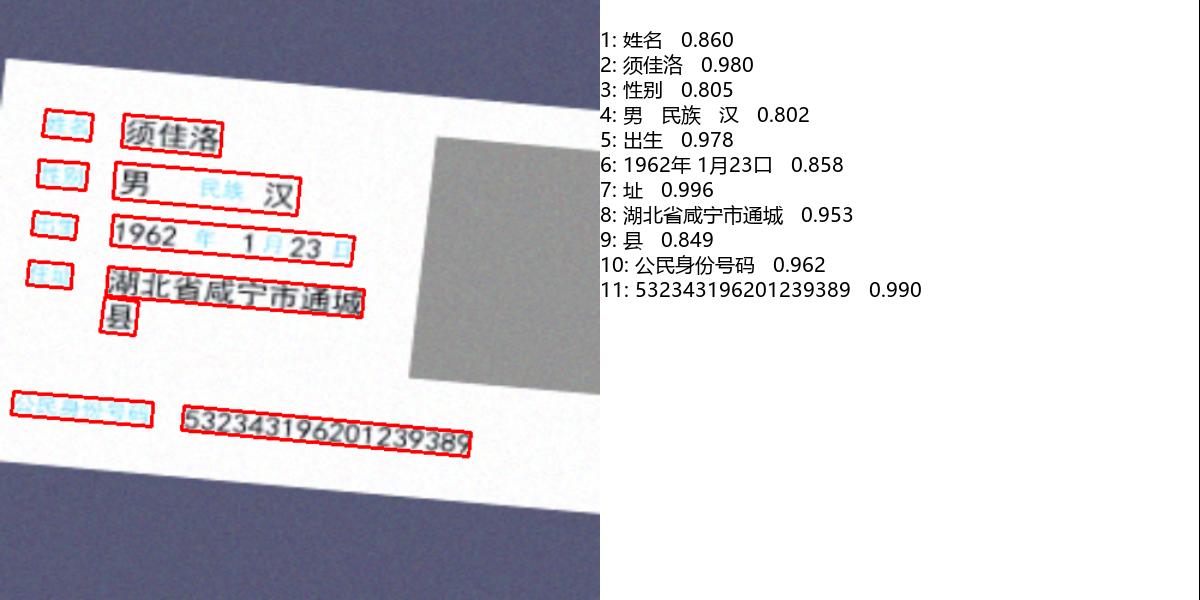 姓名 须佳洛
性别 男 民族 汉
出生 1962 年 1 月 23 日
住址 湖北省咸宁市通城
县
公民身份号码 532343196201239389
1: 姓名 0.860
2: 须佳洛 0.980
3: 性别 0.805
4: 男 民族 汉 0.802
5: 出生 0.978
6: 1962年 1月23口 0.858
7: 址 0.996
8: 湖北省咸宁市通城 0.953
9: 县 0.849
10: 公民身份号码 0.962
11: 532343196201239389 0.990